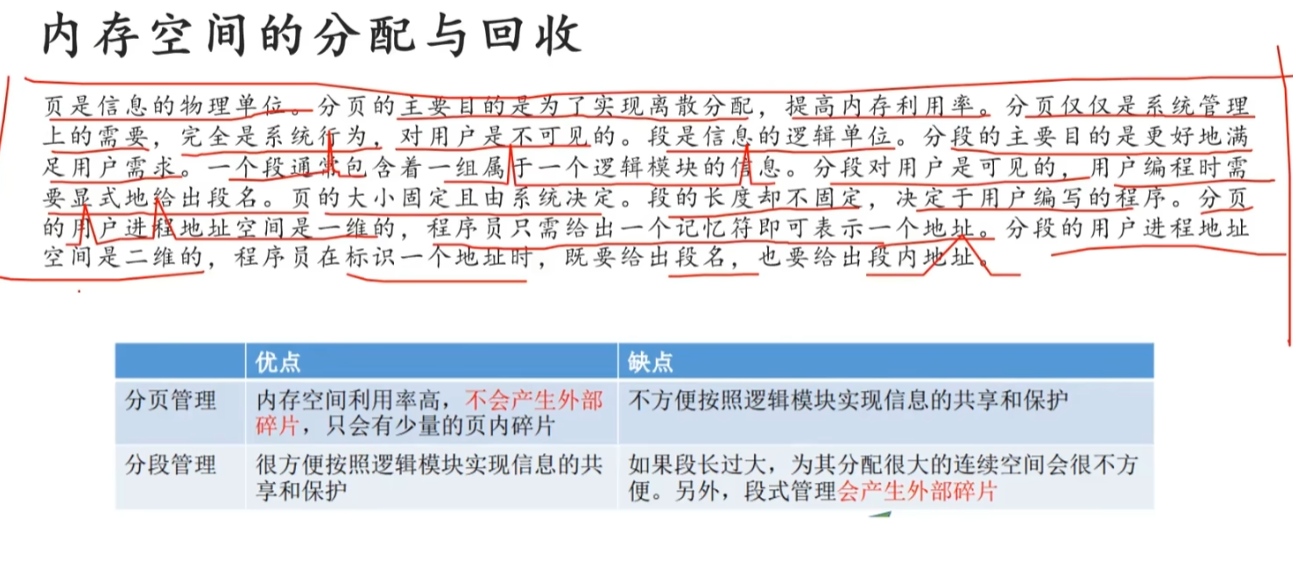 内存空间的分配与回收
页是信息的物理单位。分页的主要目的是为了实现离散分配，提高内存利用率。分页仅仅是系统管理
上的需要，完全是系统行为，对用户是不可见的。段是信息的逻辑单位。分段的主要目的是更好地满
足用户需求。一个段通常包含着一组属于一个逻辑模块的信息。分段对用户是可见的，用户编程时需
要显式地给出段名。页的大小固定且由系统决定。段的长度却不固定，决定于用户编写的程序。分页
的用户进程地址空间是一维的，程序员只需给出一个记忆符即可表示一个地址。分段的用户进程地址
空间是二维的，程序员在标识一个地址时，既要给出段名，也要给出段内地址。
优点 缺点
分页管理 内存空间利用率高，不会产生外部 不方便按照逻辑模块实现信息的共享和保护
碎片，只会有少量的页内碎片
分段管理 很方便按照逻辑模块实现信息的共 如果段长过大，为其分配很大的连续空间会很不方
享和保护 便。另外，段式管理会产生外部碎片